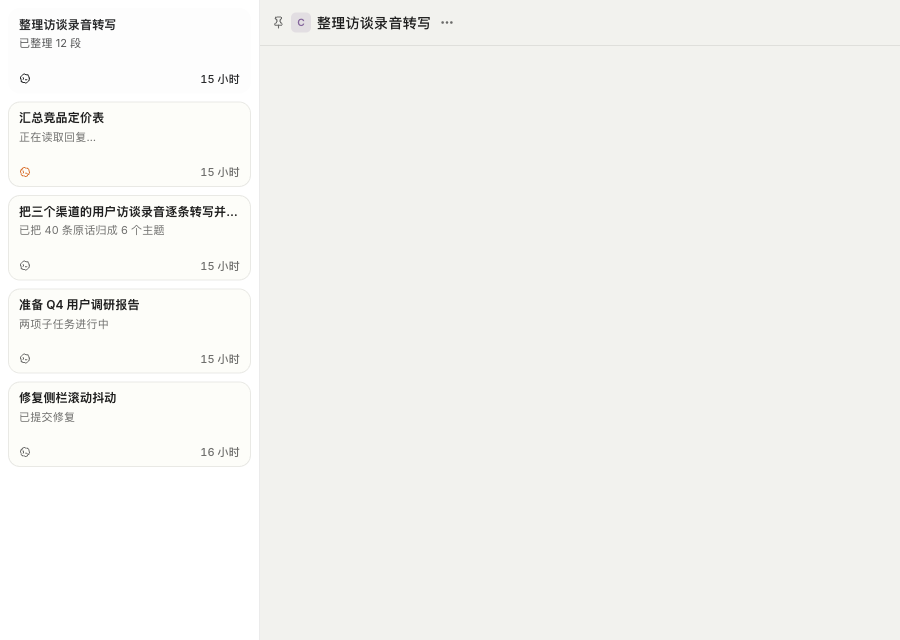 整理访谈录音转写
已整理 12 段
15 小时
汇总竞品定价表
正在读取回复...
15 小时
把三个渠道的用户访谈录音逐条转写并...
已把 40 条原话归成 6 个主题
15 小时
准备 Q4 用户调研报告
两项子任务进行中
15 小时
修复侧栏滚动抖动
已提交修复
16 小时
C 整理访谈录音转写